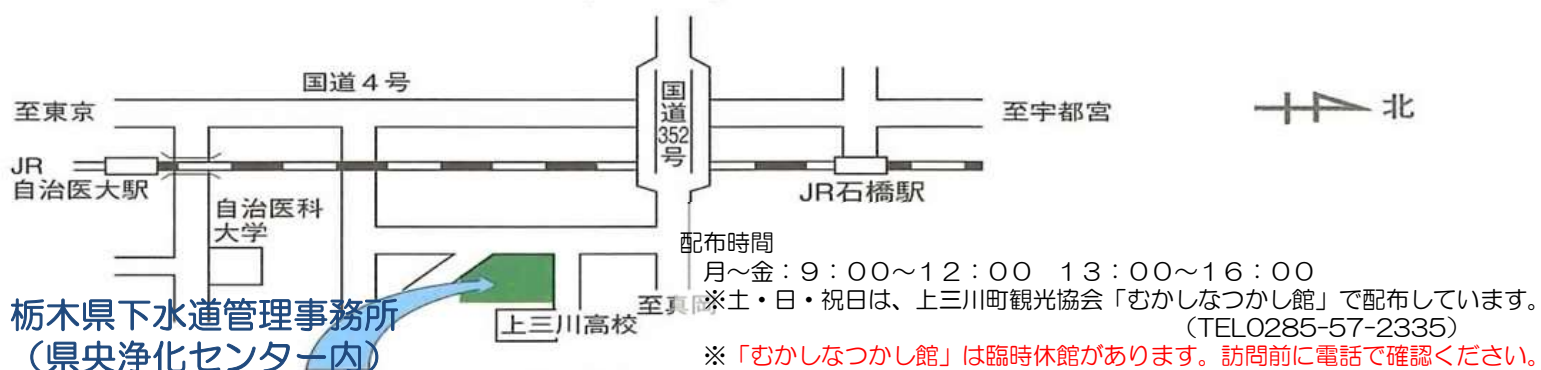 国道４号
至東京
国道352号
至宇都宮
北
JR
自治医大駅
JR石橋駅
自治医科
大学
配布時間
月～金：９：００～１２：００　１３：００～１６：００
至真岡
※土・日・祝日は、上三川町観光協会「むかしなつかし館」で配布しています。
（TEL0285-57-2335）
栃木県下水道管理事務所
（県央浄化センター内）
上三川高校
※「むかしなつかし館」は臨時休館があります。訪問前に電話で確認ください。